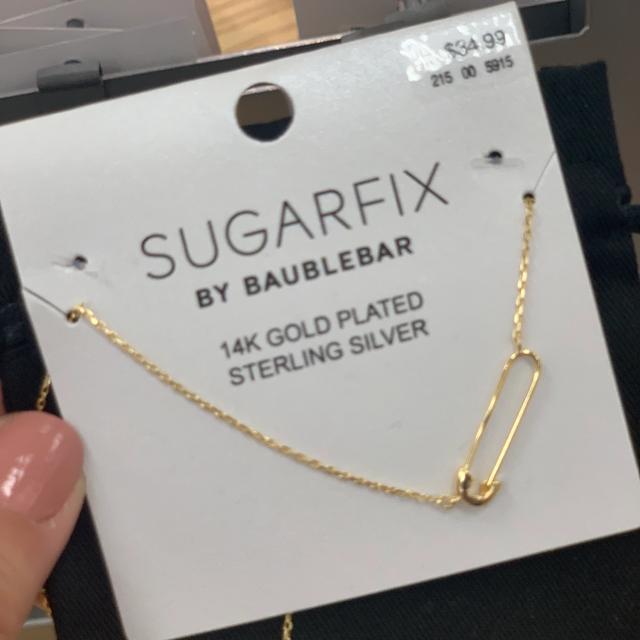 $34.99
215 00 5915
SUGARFIX
BY BAUBLEBAR
14K GOLD PLATED
STERLING SILVER